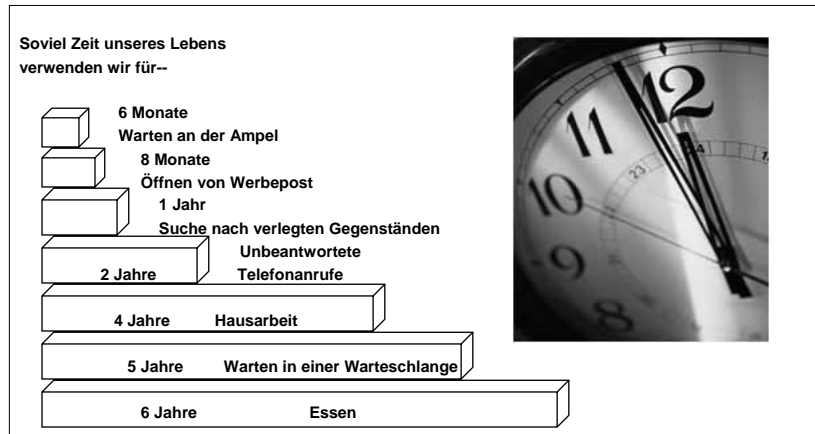 Soviel Zeit unseres Lebens
verwenden wir für--
6 Monate
Warten an der Ampel
8 Monate
Öffnen von Werbepost
1 Jahr
Suche nach verlegten Gegenständen
Unbeantwortete
2 Jahre Telefonanrufe
4 Jahre Hausarbeit
5 Jahre Warten in einer Warteschlange
6 Jahre Essen
12
11
10
9
8
23
24